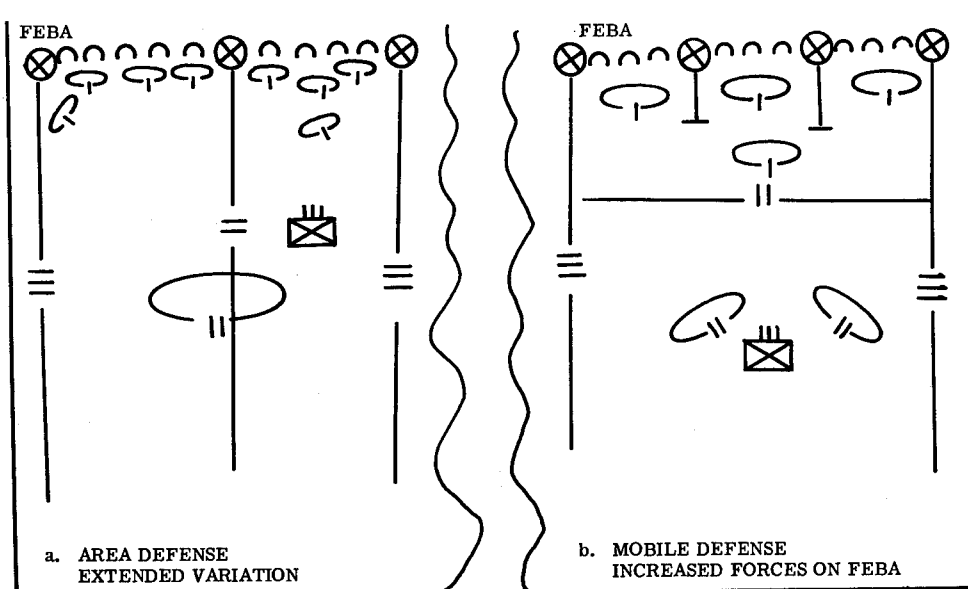 FEBA
FEBA
a. AREA DEFENSE
EXTENDED VARIATION
b. MOBILE DEFENSE
INCREASED FORCES ON FEBA